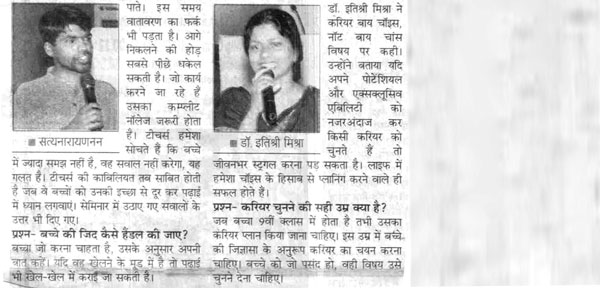 पाते। इस समय
वातावरण का फर्क
भी पड़ता है। आगे
निकलने की होड़
सबसे पीछे धकेल
सकती है। जो कार्य
करने जा रहे हैं
उसका कम्प्लीट
नॉलेज जरूरी होता
है। टीचर्स हमेशा
सोचते हैं कि बच्चे
में ज्यादा समझ नहीं है, वह सवाल नहीं करेगा, यह
गलत है। टीचर्स की काबिलियत तब साबित होती
है जब वे बच्चों को उनकी इच्छा से दूर कर पढ़ाई
में ध्यान लगवाएं। सेमिनार में उठाए गए सवालों के
उत्तर भी दिए गए।
प्रश्न- बच्चे की जिद कैसे हैंडल की जाए?
बच्चा जो करना चाहता है, उसके अनुसार अपनी
बात कहें। यदि वह खेलने के मूड में है तो पढ़ाई
भी खेल-खेल में कराई जा सकती है।
सत्यनारायणनन
डॉ. इतिश्री मिश्रा ने
करियर बाय चॉइस,
नॉट बाय चांस
विषय पर कही।
उन्होंने बताया यदि
अपने पोटेंशियल
और एक्सक्लूसिव
एबिलिटी को
नजरअंदाज कर
किसी करियर को
चुनते हैं तो
जीवनभर स्ट्रगल करना पड़ सकता है। लाइफ में
हमेशा चॉइस के हिसाब से प्लानिंग करने वाले ही
सफल होते हैं।
प्रश्न- करियर चुनने की सही उम्र क्या है?
जब बच्चा 9वीं क्लास में होता है तभी उसका
करियर प्लान किया जाना चाहिए। इस उम्र में बच्चे
की जिज्ञासा के अनुरूप करियर का चयन करना
चाहिए। बच्चे को जो पसंद हो, वही विषय उसे
चुनने देना चाहिए।
डॉ. इतिश्री मिश्रा